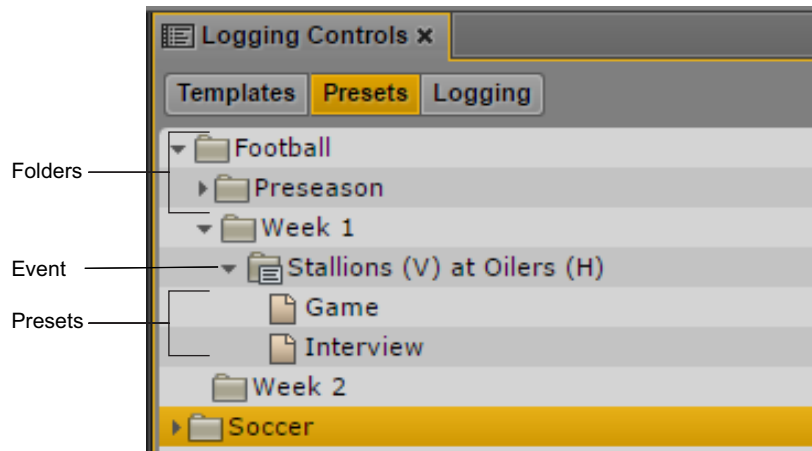 Logging Controls
Templates Presets Logging
Football
Folders
Preseason
Week 1
Event
Stallions (V) at Oilers (H)
Game
Presets
Interview
Week 2
Soccer